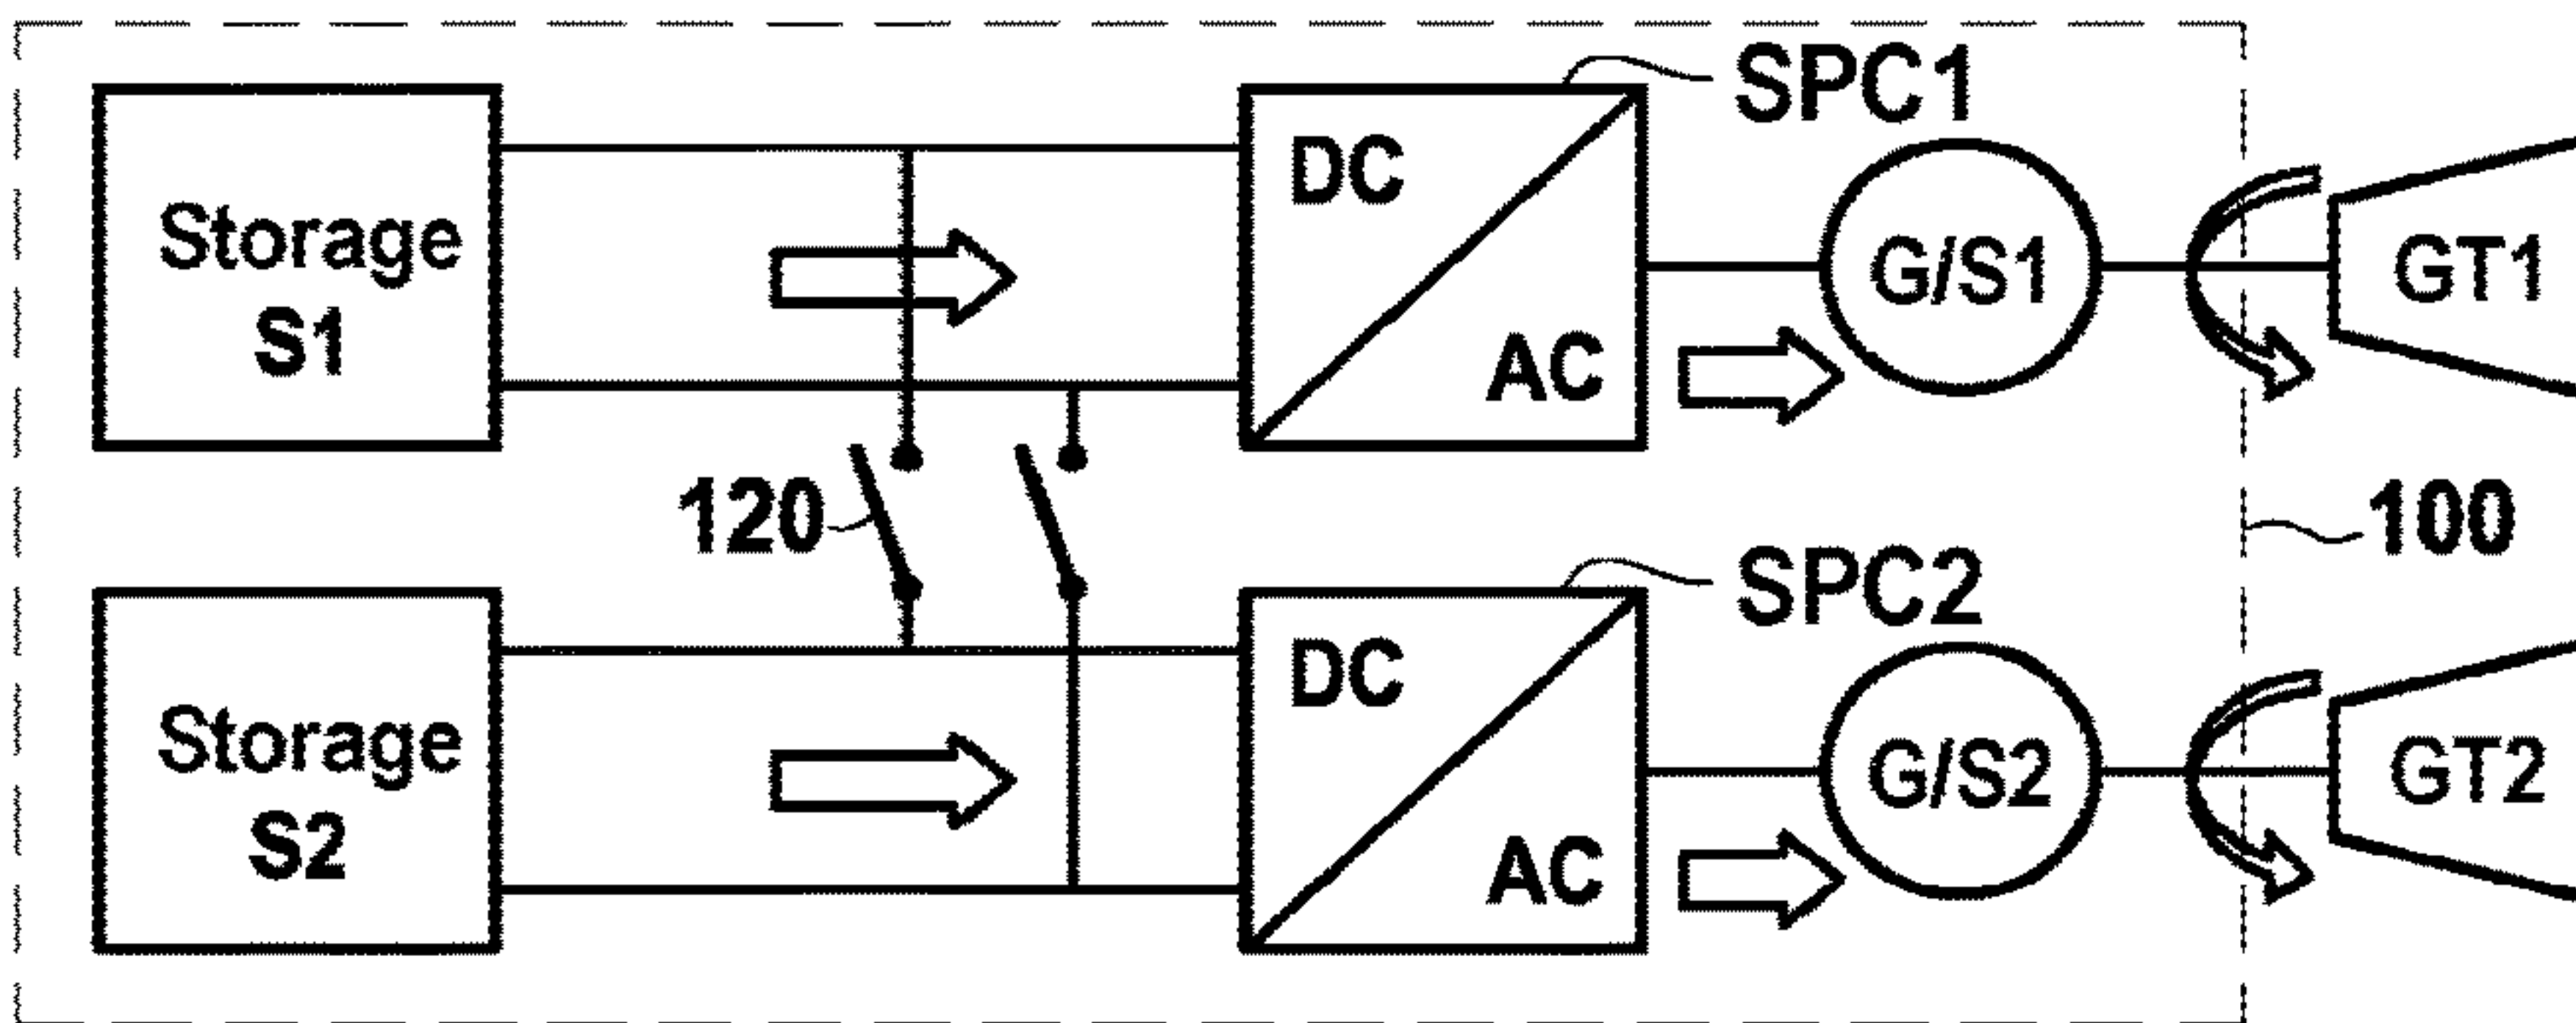 SPC1
DC
Storage
S1
G/S1
GT1
AC
120
100
SPC2
DC
Storage
S2
G/S2
GT2
AC